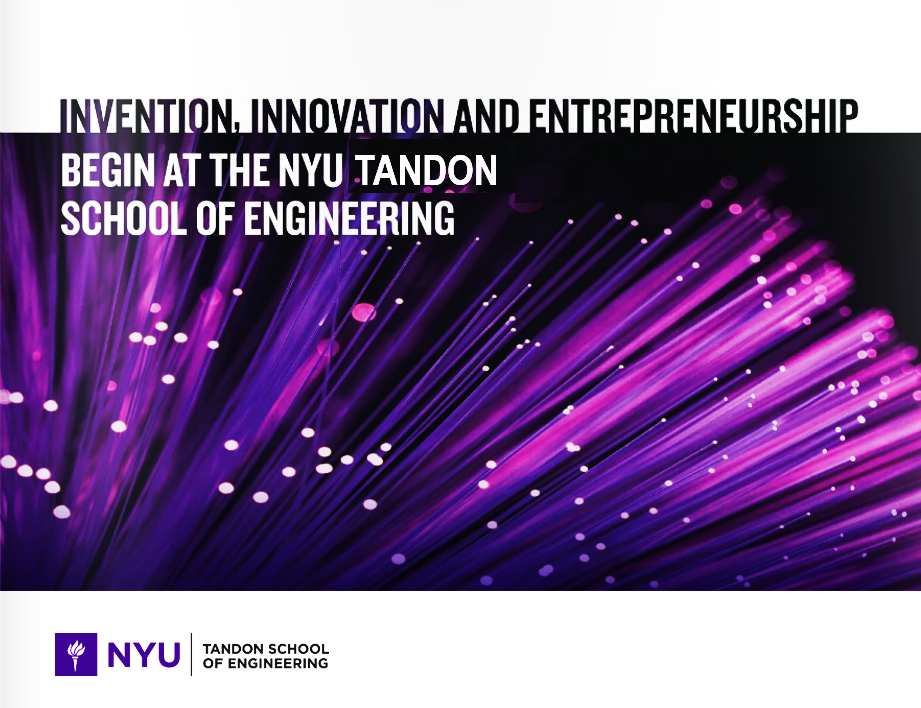 INVENTION, INNOVATION AND ENTREPRENEURSHIP
BEGIN AT THE NYU TANDON
SCHOOL OF ENGINEERING
NYU
TANDON SCHOOL
OF ENGINEERING